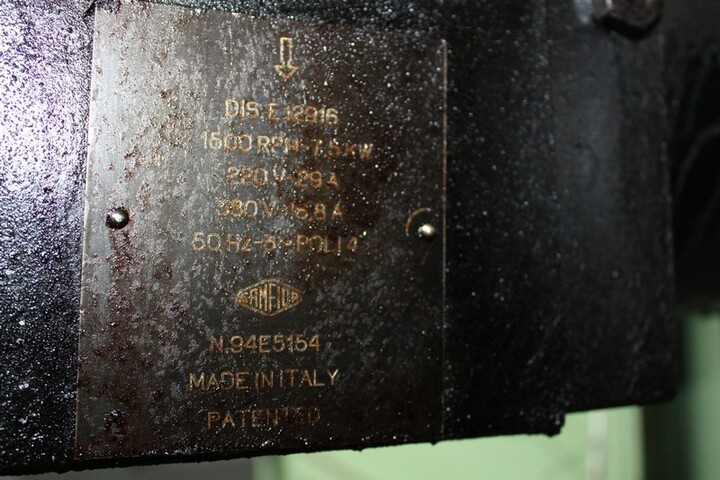 DIS.E.12916
1500 RPM-7,5 KW
220 V-29 A
380 V-16,8 A
50 HZ-3~POLI 4
SAMFIOR
N.94E5154
MADE IN ITALY
PATENTED